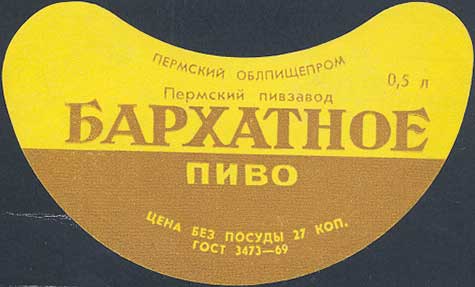 ПЕРМСКИЙ ОБЛПИЩЕПРОМ
0,5 л
Пермский пивзавод
БАРХАТНОЕ
ПИВО
ЦЕНА БЕЗ ПОСУДЫ 27 КОП.
ГОСТ 3473—69